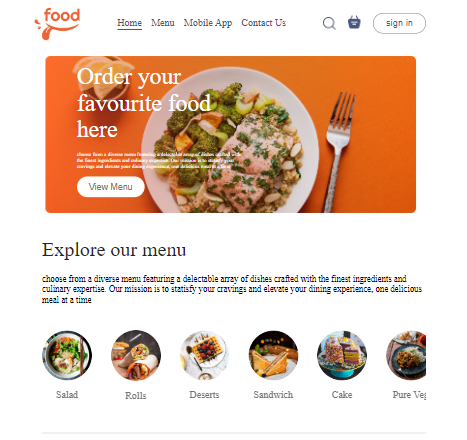 food
Home Menu Mobile App Contact Us sign in
Order your
favourite food
here
choose from a diverse menu featuring a delectable array of dishes crafted with
the finest ingredients and culinary expertise. Our mission is to statisfy your
cravings and elevate your dining experience, one delicious meal at a time
View Menu
Explore our menu
choose from a diverse menu featuring a delectable array of dishes crafted with the finest ingredients and
culinary expertise. Our mission is to statisfy your cravings and elevate your dining experience, one delicious
meal at a time
Salad Rolls Deserts Sandwich Cake Pure Veg